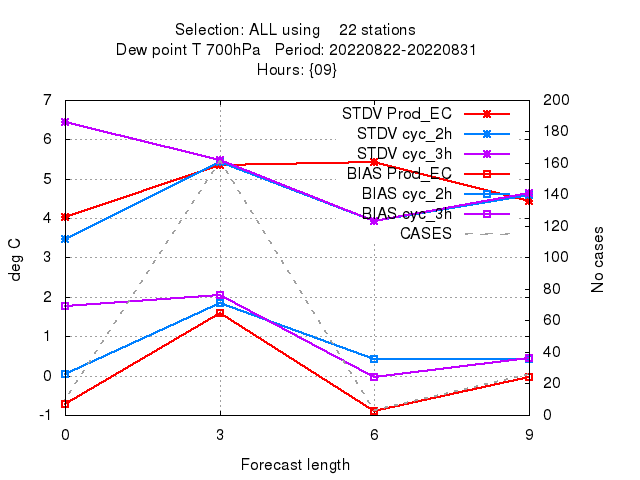 Selection: ALL using 22 stations
Dew point T 700hPa Period: 20220822-20220831
Hours: {09}
7
6
5
4
3
2
1
0
-1
deg C
200
180
160
140
120
100
80
60
40
20
0
No cases
STDV Prod_EC
STDV cyc_2h
STDV cyc_3h
BIAS Prod_EC
BIAS cyc_2h
BIAS cyc_3h
CASES
0 3 6 9
Forecast length